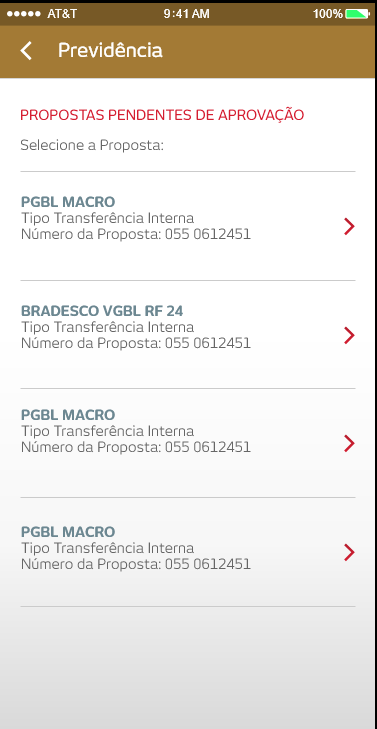 AT&T 9:41 AM 100%
Previdência
PROPOSTAS PENDENTES DE APROVAÇÃO
Selecione a Proposta:
PGBL MACRO
Tipo Transferência Interna
Número da Proposta: 055 0612451
BRADESCO VGBL RF 24
Tipo Transferência Interna
Número da Proposta: 055 0612451
PGBL MACRO
Tipo Transferência Interna
Número da Proposta: 055 0612451
PGBL MACRO
Tipo Transferência Interna
Número da Proposta: 055 0612451